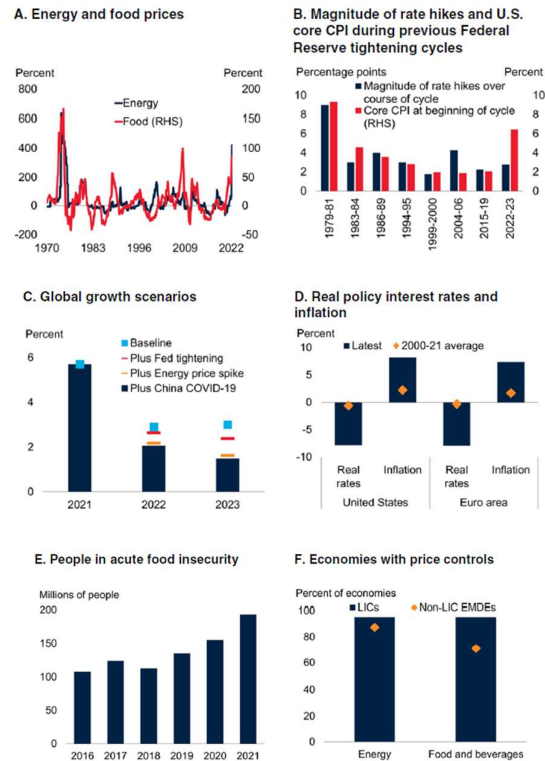 A. Energy and food prices
Percent
Percent
800
600
400
200
0
-200
200
150
100
50
0
-50
Energy
Food (RHS)
1970
1983
1996
2009
2022
B. Magnitude of rate hikes and U.S.
core CPI during previous Federal
Reserve tightening cycles
Percentage points
Percent
Magnitude of rate hikes over
course of cycle
Core CPI at beginning of cycle
(RHS)
10
8
6
4
2
0
10
8
6
4
2
0
1979-81
1983-84
1986-89
1994-95
1999-2000
2004-06
2015-19
2022-23
C. Global growth scenarios
Percent
6
4
2
0
Baseline
Plus Fed tightening
Plus Energy price spike
Plus China COVID-19
2021
2022
2023
D. Real policy interest rates and
inflation
Percent
Latest
2000-21 average
10
5
0
-5
-10
Real
rates
Inflation
Real
rates
Inflation
United States
Euro area
E. People in acute food insecurity
Millions of people
200
150
100
50
0
2016
2017
2018
2019
2020
2021
F. Economies with price controls
Percent of economies
LICs
Non-LIC EMDEs
100
80
60
40
20
0
Energy
Food and beverages